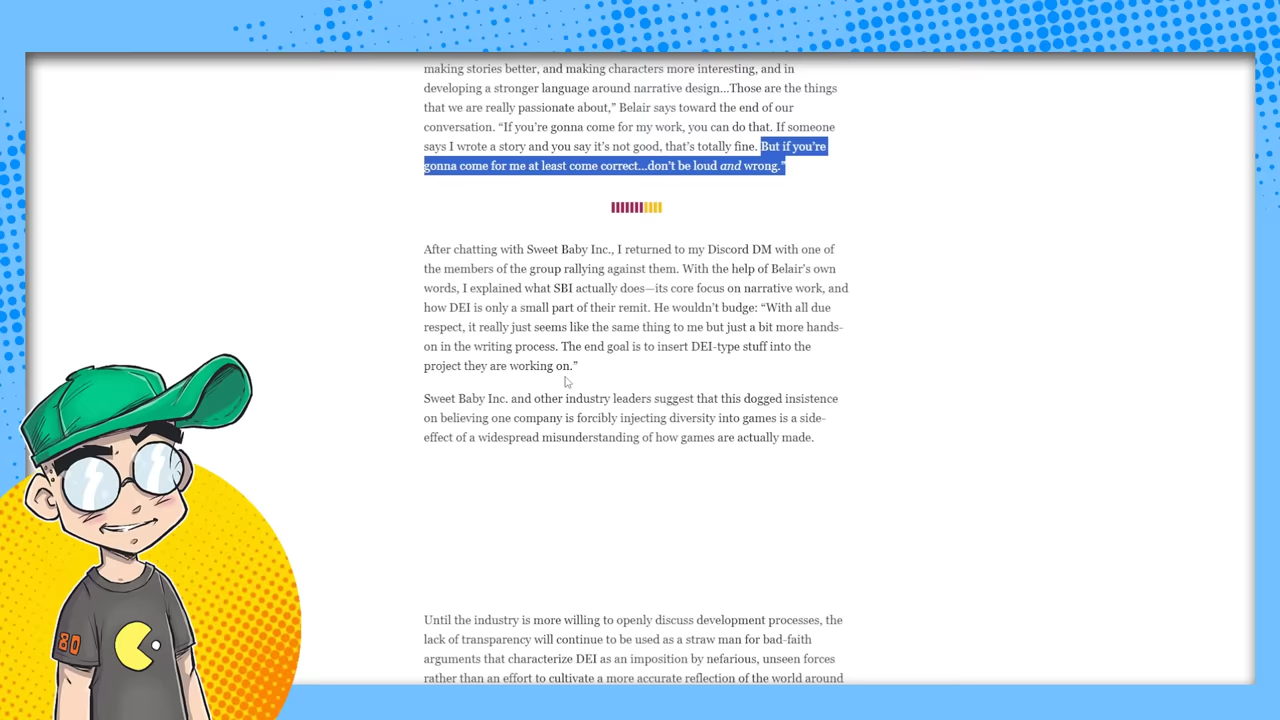 making stories better, and making characters more interesting, and in
developing a stronger language around narrative design...Those are the things
that we are really passionate about,” Belair says toward the end of our
conversation. “If you’re gonna come for my work, you can do that. If someone
says I wrote a story and you say it’s not good, that’s totally fine. But if you’re
gonna come for me at least come correct...don’t be loud and wrong.”
After chatting with Sweet Baby Inc., I returned to my Discord DM with one of
the members of the group rallying against them. With the help of Belair’s own
words, I explained what SBI actually does—its core focus on narrative work, and
how DEI is only a small part of their remit. He wouldn’t budge: “With all due
respect, it really just seems like the same thing to me but just a bit more hands-
on in the writing process. The end goal is to insert DEI-type stuff into the
project they are working on.”
Sweet Baby Inc. and other industry leaders suggest that this dogged insistence
on believing one company is forcibly injecting diversity into games is a side-
effect of a widespread misunderstanding of how games are actually made.
Until the industry is more willing to openly discuss development processes, the
lack of transparency will continue to be used as a straw man for bad-faith
arguments that characterize DEI as an imposition by nefarious, unseen forces
rather than an effort to cultivate a more accurate reflection of the world around
80